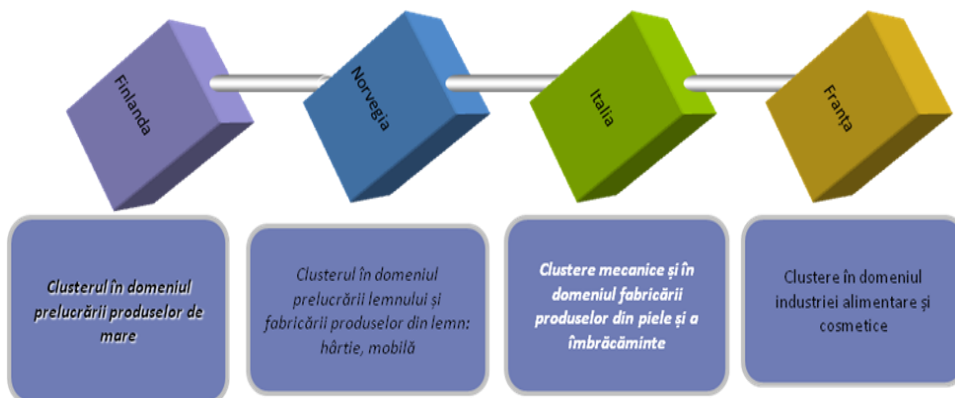 Finlanda
Norvegia
Italia
Franța
Clusterul în domeniul
prelucrării produselor de
mare
Clusterul în domeniul
prelucrării lemnului și
fabricării produselor din lemn:
hârtie, mobilă
Clustere mecanice și în
domeniul fabricării
produselor din piele și a
îmbrăcăminte
Clustere în domeniul
industriei alimentare și
cosmetice